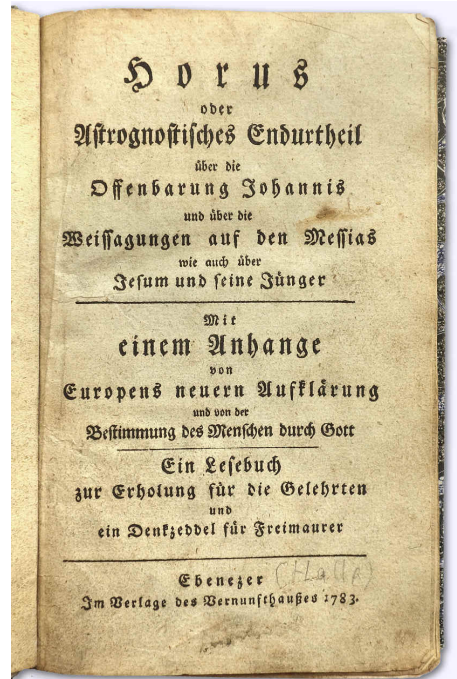 Horus
oder
Astrognostisches Endurtheil
über die
Offenbarung Johannis
und über die
Weissagungen auf den Messias
wie auch über
Jesum und seine Jünger
Mit
einem Anhange
von
Europens neuern Aufklärung
und von der
Bestimmung des Menschen durch Gott
Ein Lesebuch
zur Erholung für die Gelehrten
und
ein Denkzeddel für Freimaurer
Ebenezer (Halle)
Im Verlage des Vernunfthaußes 1783.